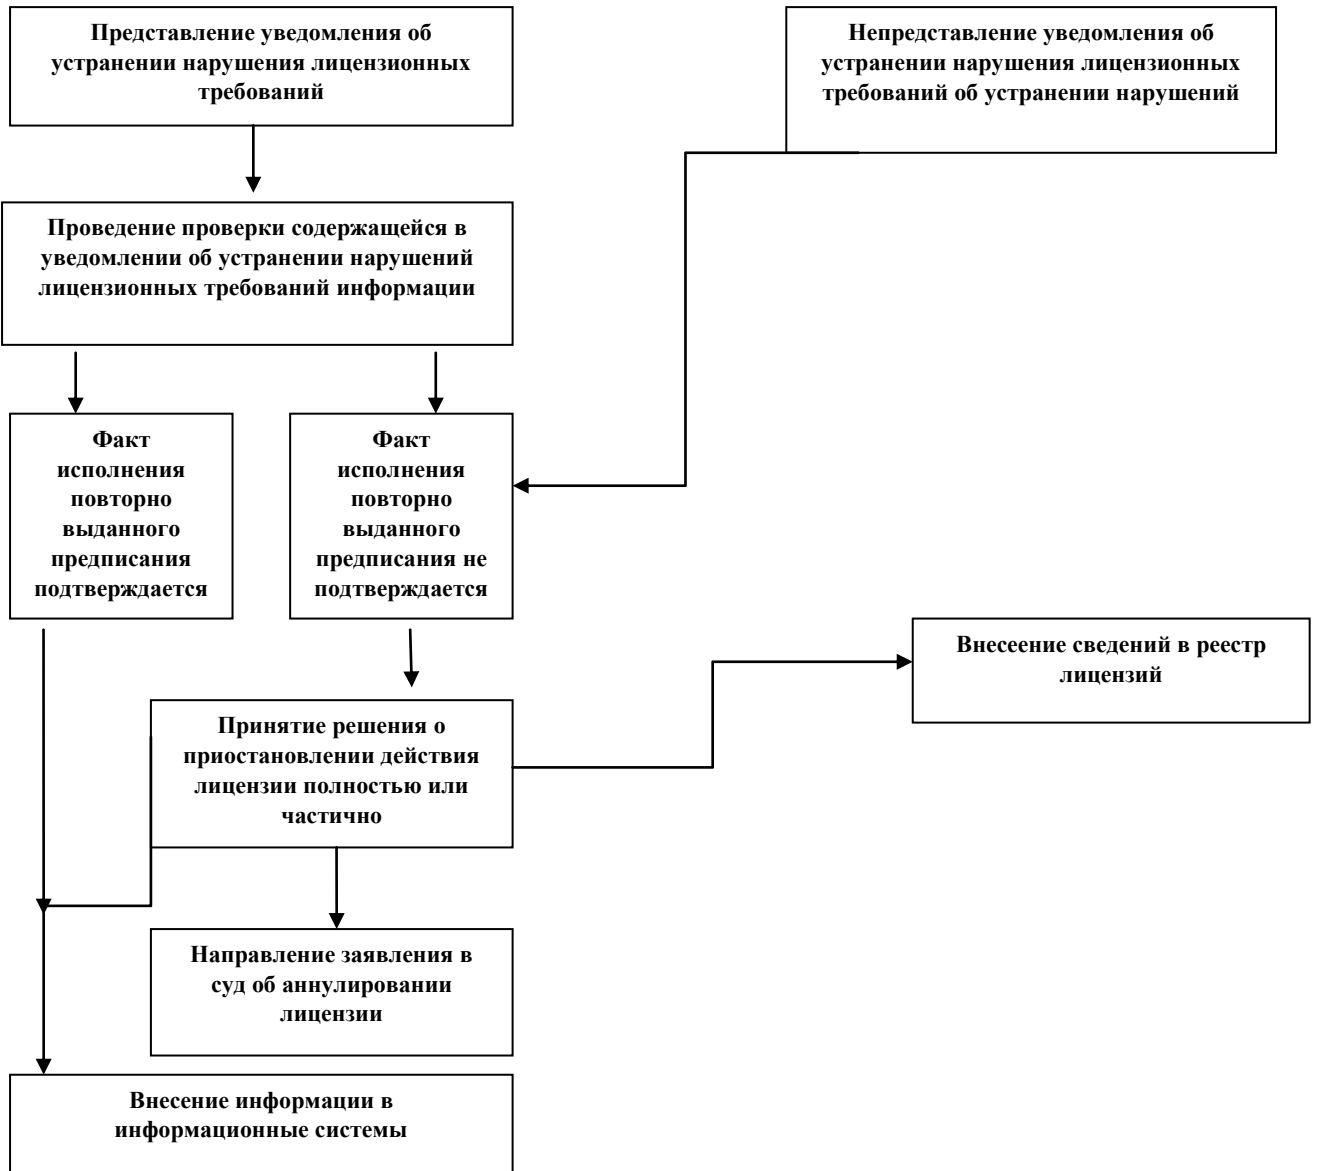 Представление уведомления об
устранении нарушения лицензионных
требований
Непредставление уведомления об
устранении нарушения лицензионных
требований об устранении нарушений
Проведение проверки содержащейся в
уведомлении об устранении нарушений
лицензионных требований информации
Факт
исполнения
повторно
выданного
предписания
подтверждается
Факт
исполнения
повторно
выданного
предписания не
подтверждается
Внесеение сведений в реестр
лицензий
Принятие решения о
приостановлении действия
лицензии полностью или
частично
Направление заявления в
суд об аннулировании
лицензии
Внесение информации в
информационные системы